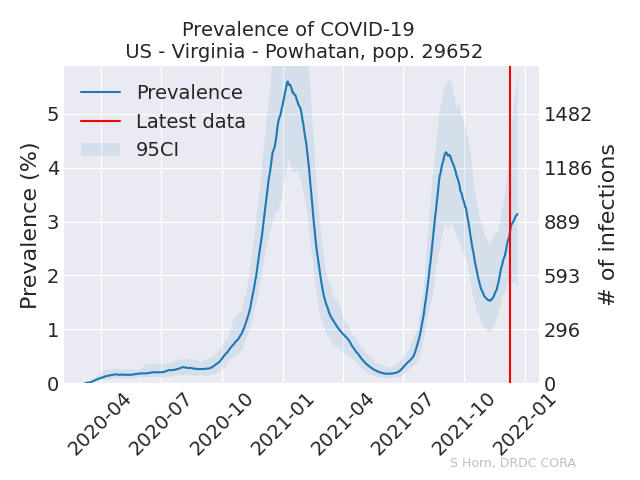 Prevalence of COVID-19
US - Virginia - Powhatan, pop. 29652
Prevalence
Latest data
95CI
Prevalence (%)
5
4
3
2
1
0
1482
1186
889
593
296
0
# of infections
2020-04
2020-07
2020-10
2021-01
2021-04
2021-07
2021-10
2022-01
S Horn, DRDC CORA